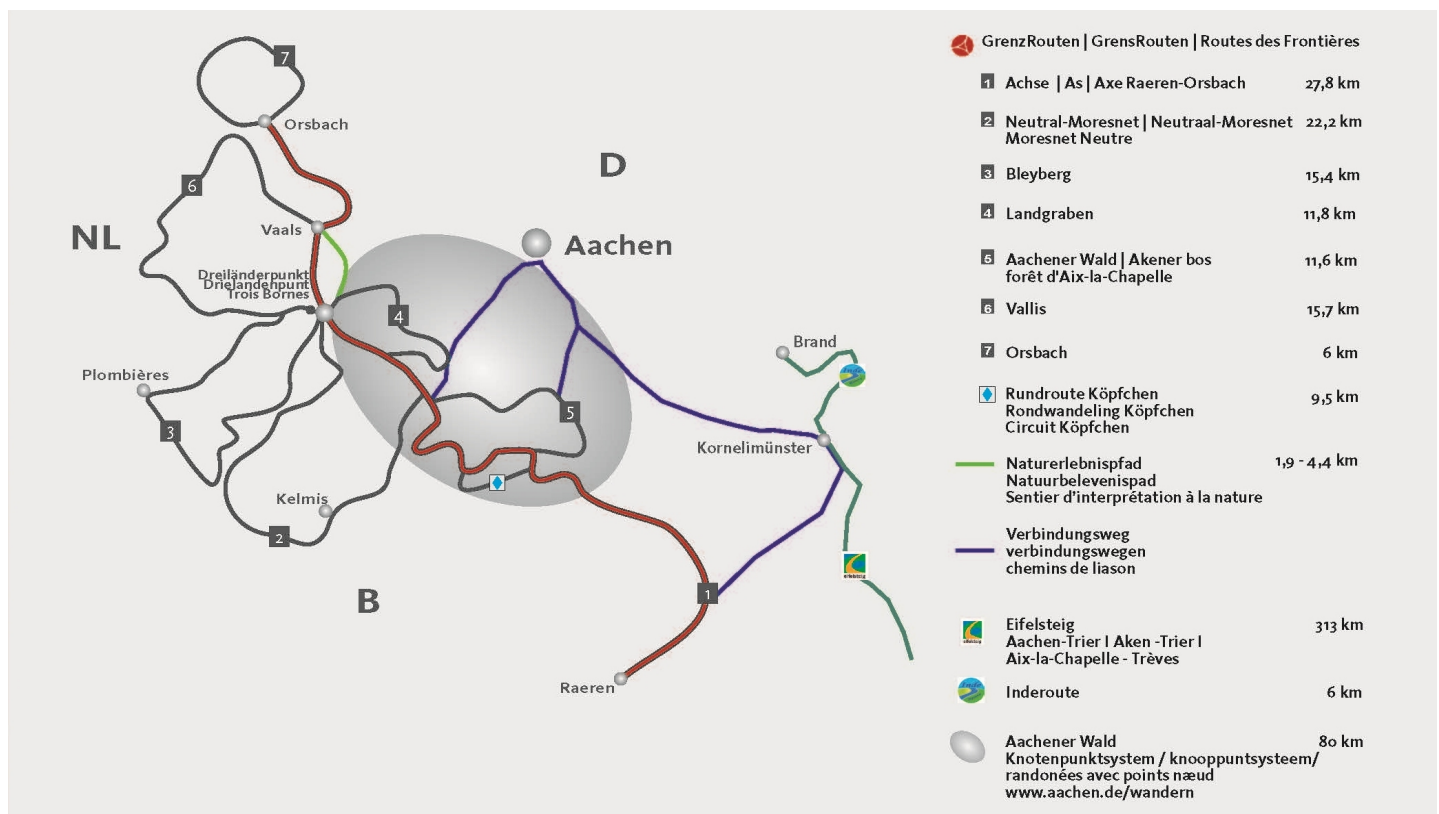 7
Orsbach
6
D
NL
Vaals
Aachen
Dreiländerpunkt
Drielandenpunt
Trois Bornes
4
Brand
Plombières
5
3
Kornelimünster
Kelmis
2
eifelsteig
B
1
Raeren
GrenzRouten | GrensRouten | Routes des Frontières
1 Achse | As | Axe Raeren-Orsbach 27,8 km
2 Neutral-Moresnet | Neutraal-Moresnet 22,2 km
Moresnet Neutre
3 Bleyberg 15,4 km
4 Landgraben 11,8 km
5 Aachener Wald | Akener bos 11,6 km
forêt d'Aix-la-Chapelle
6 Vallis 15,7 km
7 Orsbach 6 km
Rundroute Köpfchen 9,5 km
Rondwandeling Köpfchen
Circuit Köpfchen
Naturerlebnispfad 1,9 - 4,4 km
Natuurbelevenispad
Sentier d'interprétation à la nature
Verbindungsweg
verbindungswegen
chemins de liason
Eifelsteig 313 km
Aachen-Trier I Aken -Trier I
Aix-la-Chapelle - Trèves
eifelsteig
Inderoute 6 km
Aachener Wald 80 km
Knotenpunktsystem / knooppuntsysteem/
randonées avec points nœud
www.aachen.de/wandern